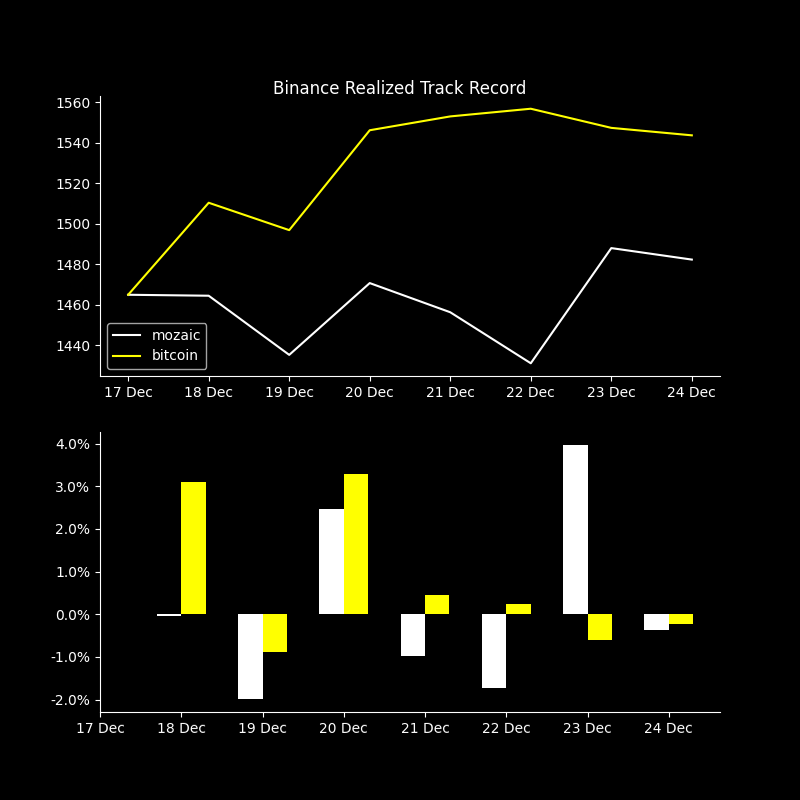 Binance Realized Track Record
1560
1540
1520
1500
1480
1460
1440
mozaic
bitcoin
17 Dec 18 Dec 19 Dec 20 Dec 21 Dec 22 Dec 23 Dec 24 Dec
4.0%
3.0%
2.0%
1.0%
0.0%
-1.0%
-2.0%
17 Dec 18 Dec 19 Dec 20 Dec 21 Dec 22 Dec 23 Dec 24 Dec